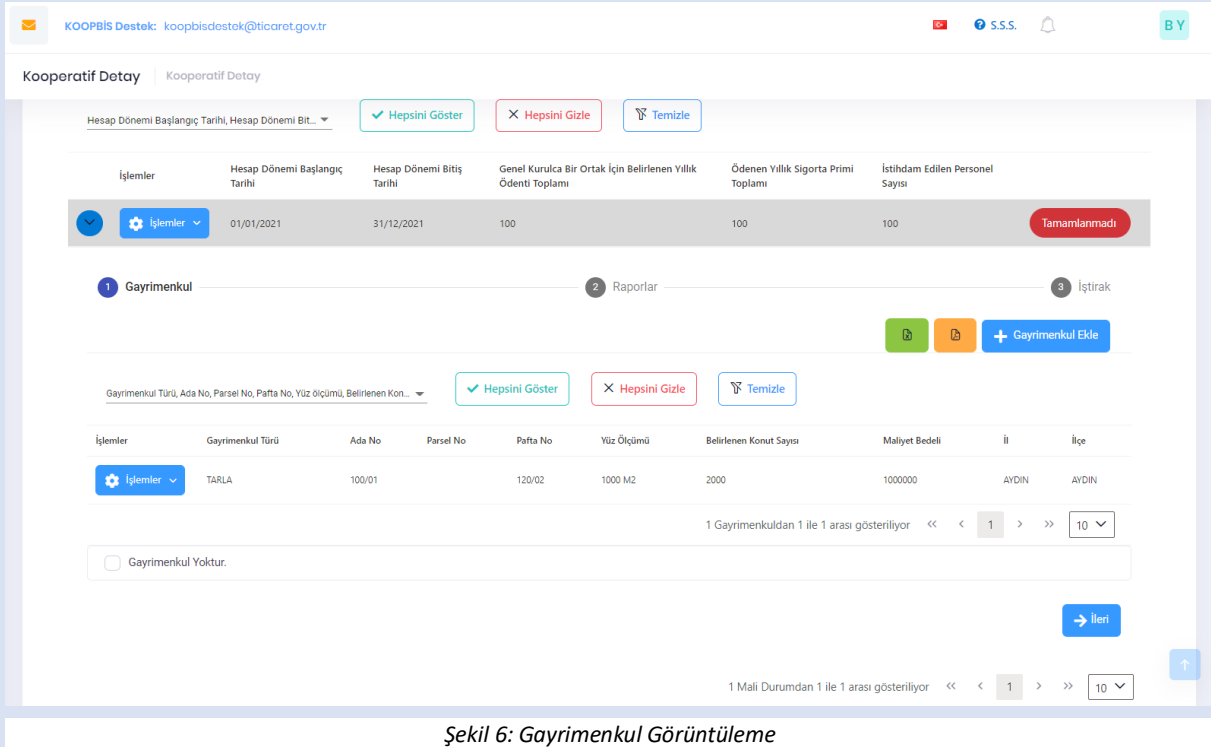 KOOPBİS Destek: koopbisdestek@ticaret.gov.tr S.S.S. B Y
Kooperatif Detay Kooperatif Detay
Hesap Dönemi Başlangıç Tarihi, Hesap Dönemi Bit... Hepsini Göster Hepsini Gizle Temizle
İşlemler Hesap Dönemi Başlangıç Tarihi Hesap Dönemi Bitiş Tarihi Genel Kurulca Bir Ortak İçin Belirlenen Yıllık Ödenti Toplamı Ödenen Yıllık Sigorta Primi Toplamı İstihdam Edilen Personel Sayısı
İşlemler 01/01/2021 31/12/2021 100 100 100 Tamamlanmadı
1 Gayrimenkul 2 Raporlar 3 İştirak
Gayrimenkul Ekle
Gayrimenkul Türü, Ada No, Parsel No, Pafta No, Yüz ölçümü, Belirlenen Kon... Hepsini Göster Hepsini Gizle Temizle
İşlemler Gayrimenkul Türü Ada No Parsel No Pafta No Yüz Ölçümü Belirlenen Konut Sayısı Maliyet Bedeli İl İlçe
İşlemler TARLA 100/01 120/02 1000 M2 2000 1000000 AYDIN AYDIN
1 Gayrimenkuldan 1 ile 1 arası gösteriliyor << < 1 > >> 10
Gayrimenkul Yoktur.
İleri
1 Mali Durumdan 1 ile 1 arası gösteriliyor << < 1 > >> 10
Şekil 6: Gayrimenkul Görüntüleme